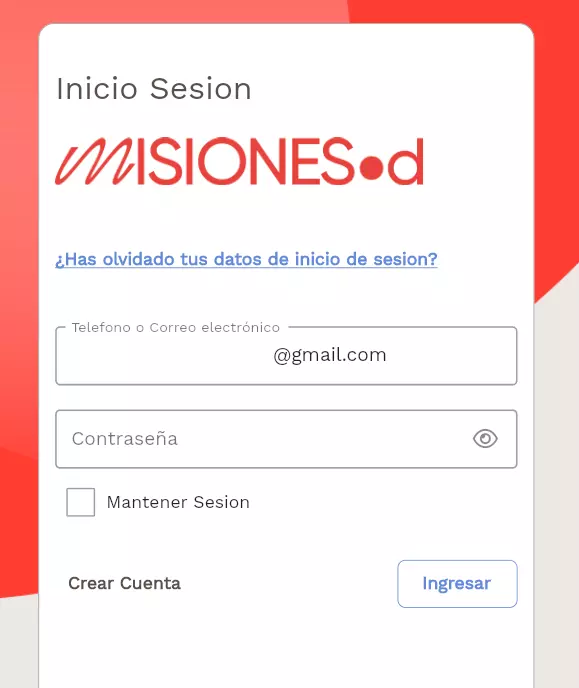 Inicio Sesion
MISIONES•d
¿Has olvidado tus datos de inicio de sesion?
Telefono o Correo electrónico
@gmail.com
Contraseña
Mantener Sesion
Crear Cuenta
Ingresar